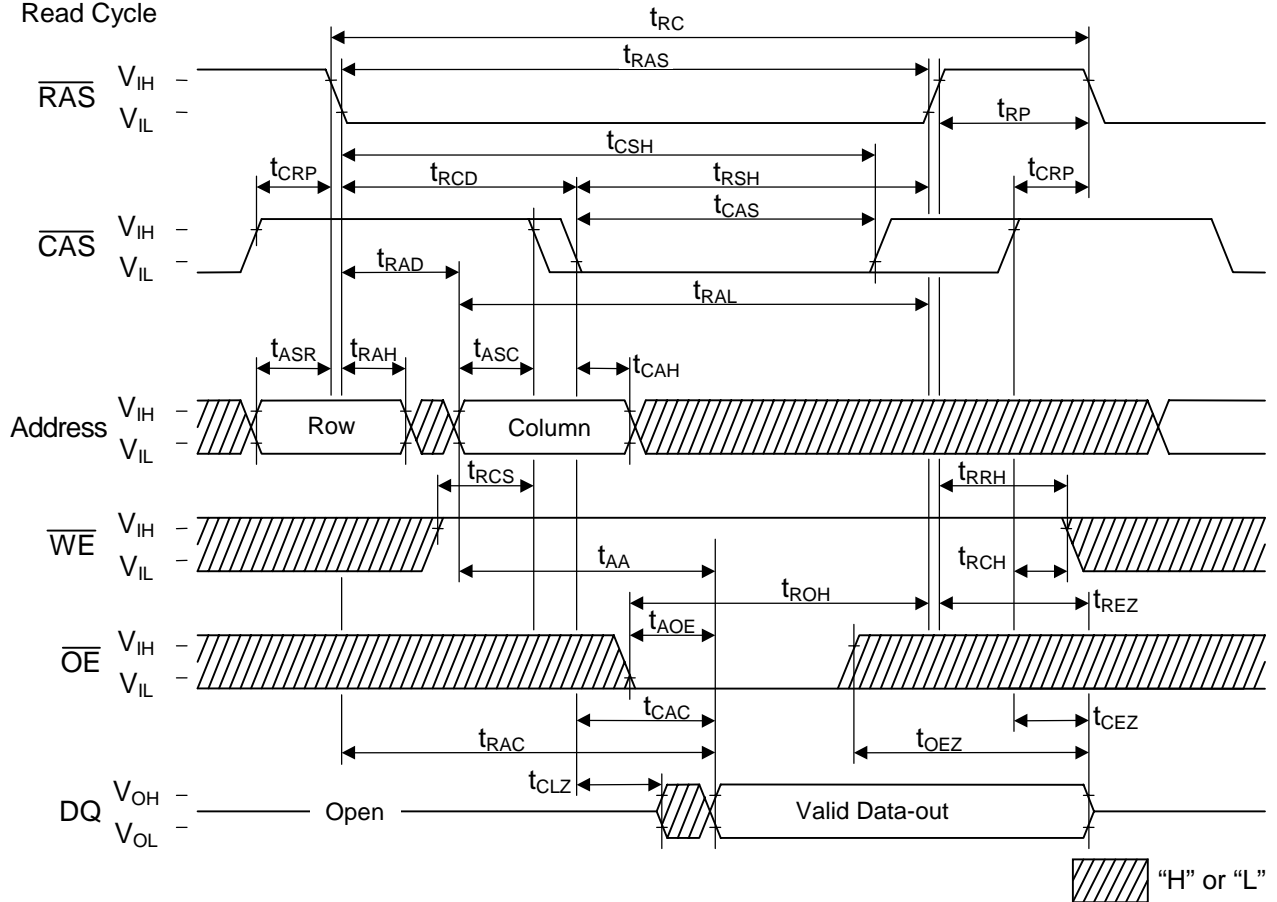 Read Cycle
tRC
RAS
VIH
VIL
tRAS
tRP
tCSH
tCRP
tRCD
tRSH
tCRP
tCAS
CAS
VIH
VIL
tRAD
tRAL
tASR
tRAH
tASC
tCAH
Address
VIH
VIL
Row
Column
tRCS
tRRH
WE
VIH
VIL
tAA
tRCH
tROH
tREZ
tAOE
OE
VIH
VIL
tCAC
tCEZ
tRAC
tOEZ
tCLZ
DQ
VOH
VOL
Open
Valid Data-out
“H” or “L”